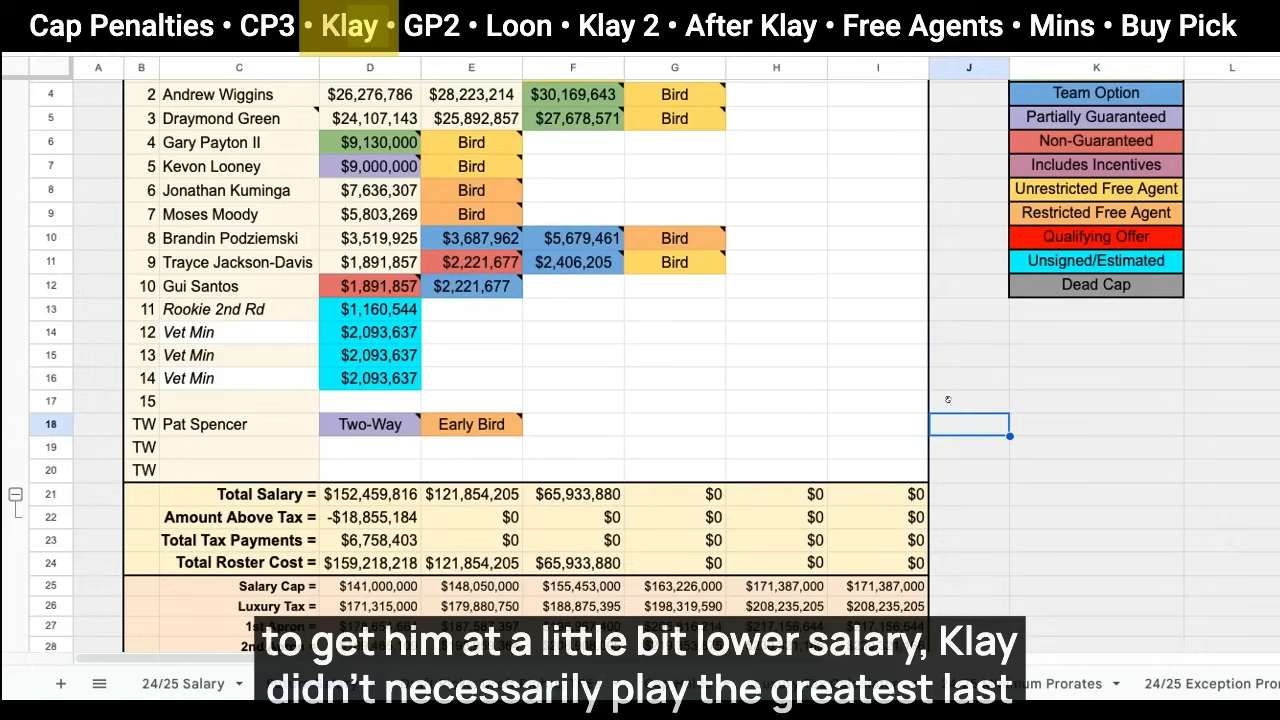 Cap Penalties • CP3 • Klay • GP2 • Loon • Klay 2 • After Klay • Free Agents • Mins • Buy Pick
A B C D E F G H I J K L
4 2 Andrew Wiggins $26,276,786 $28,223,214 $30,169,643 Bird Team Option
5 3 Draymond Green $24,107,143 $25,892,857 $27,678,571 Bird Partially Guaranteed
6 4 Gary Payton II $9,130,000 Bird Non-Guaranteed
7 5 Kevon Looney $9,000,000 Bird Includes Incentives
8 6 Jonathan Kuminga $7,636,307 Bird Unrestricted Free Agent
9 7 Moses Moody $5,803,269 Bird Restricted Free Agent
10 8 Brandin Podziemski $3,519,925 $3,687,962 $5,679,461 Bird Qualifying Offer
11 9 Trayce Jackson-Davis $1,891,857 $2,221,677 $2,406,205 Bird Unsigned/Estimated
12 10 Gui Santos $1,891,857 $2,221,677 Dead Cap
13 11 Rookie 2nd Rd $1,160,544
14 12 Vet Min $2,093,637
15 13 Vet Min $2,093,637
16 14 Vet Min $2,093,637
17 15
18 TW Pat Spencer Two-Way Early Bird
19 TW
20 TW
21 Total Salary = $152,459,816 $121,854,205 $65,933,880 $0 $0 $0
22 Amount Above Tax = -$18,855,184 $0 $0 $0 $0 $0
23 Total Tax Payments = $6,758,403 $0 $0 $0 $0 $0
24 Total Roster Cost = $159,218,218 $121,854,205 $65,933,880 $0 $0 $0
25 Salary Cap = $141,000,000 $148,050,000 $155,453,000 $163,226,000 $171,387,000 $171,387,000
26 Luxury Tax = $171,315,000 $179,880,750 $188,875,395 $198,319,590 $208,235,205 $208,235,205
27
28
to get him at a little bit lower salary, Klay
didn't necessarily play the greatest last
24/25 Salary Prorates 24/25 Exception Pro